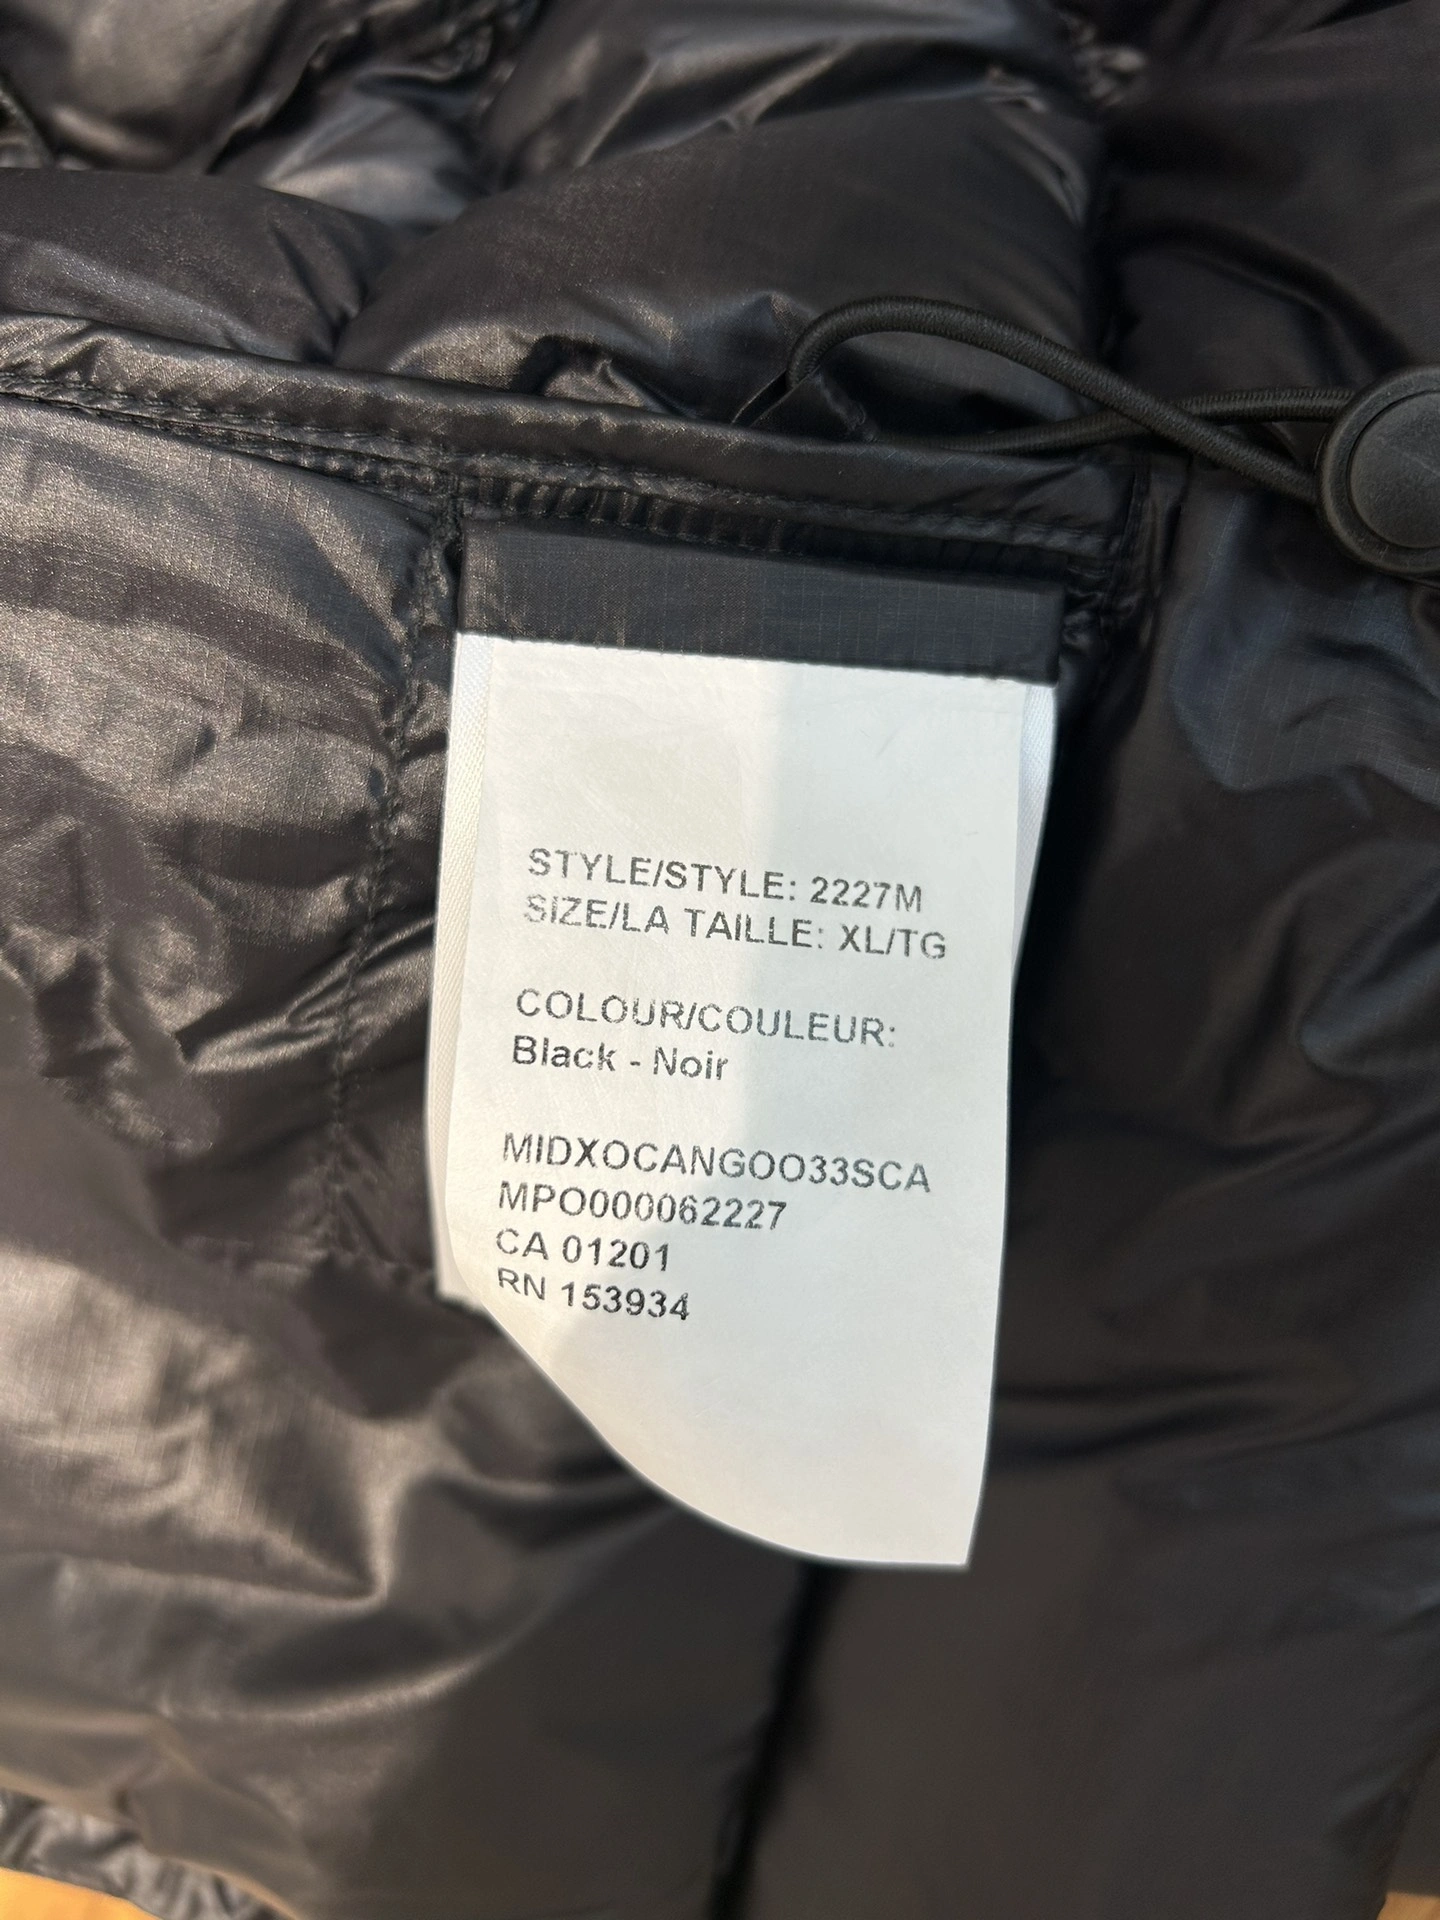 STYLE/STYLE: 2227M
SIZE/LA TAILLE: XL/TG
COLOUR/COULEUR:
Black - Noir
MIDXOCANGOO33SCA
MPO000062227
CA 01201
RN 153934